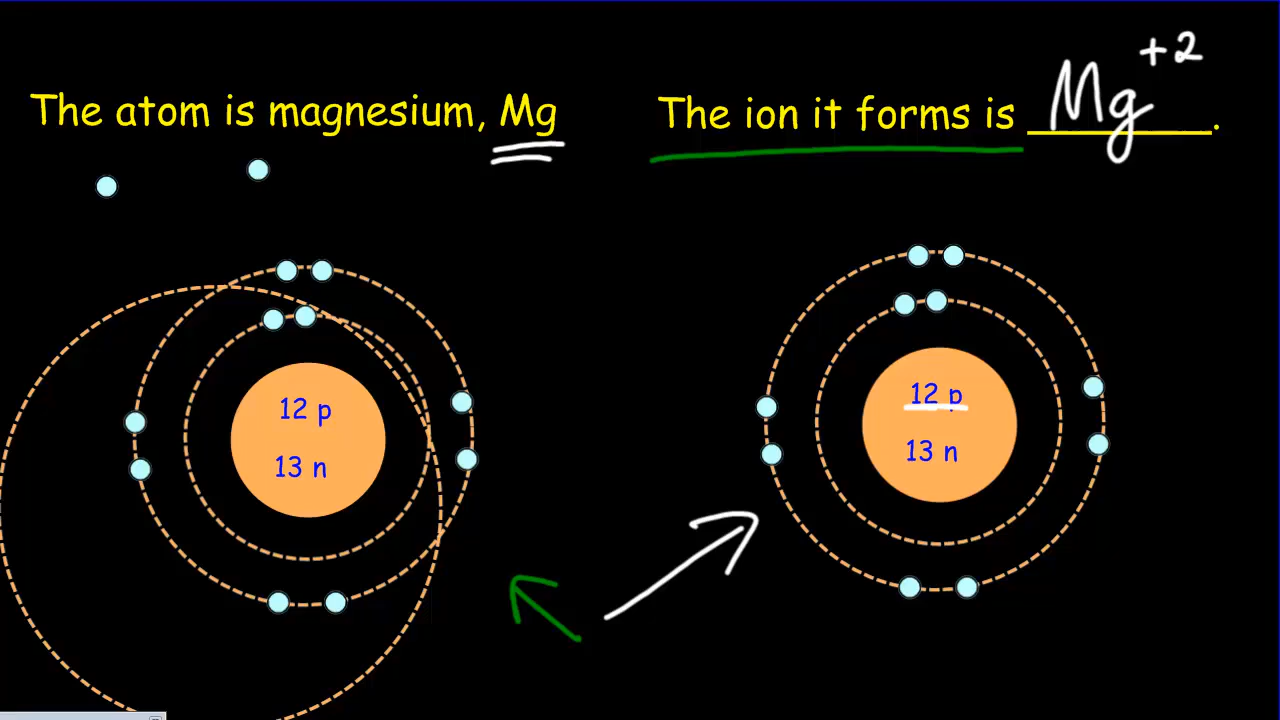 The atom is magnesium, Mg
The ion it forms is Mg+2.
12 p
13 n
12 p
13 n